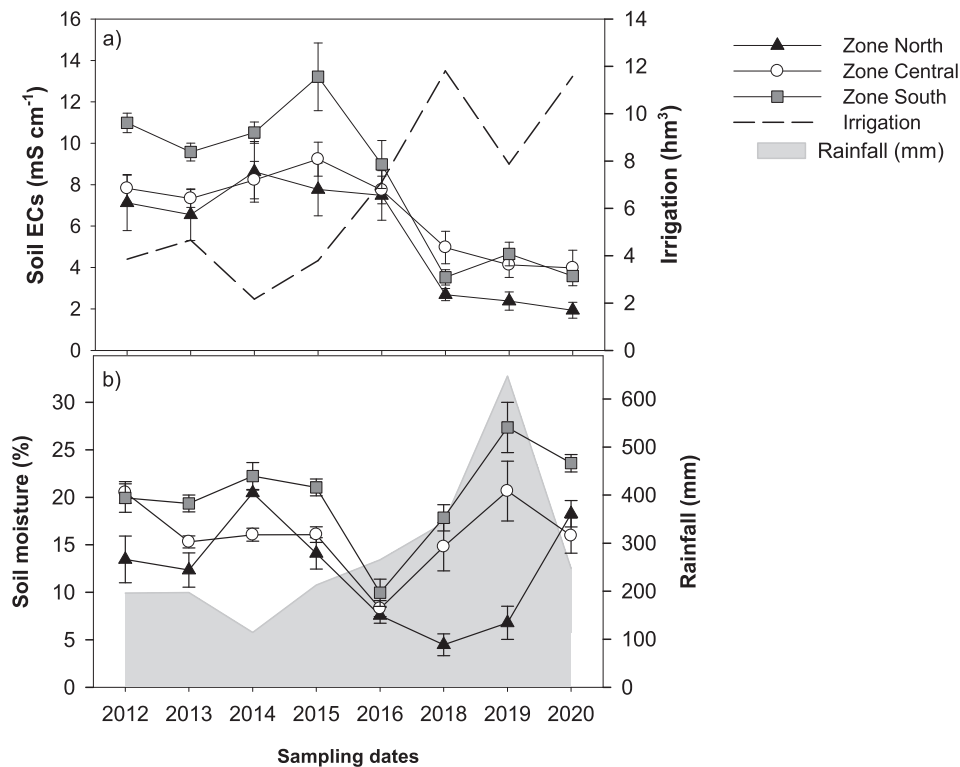 a)
16
14
12
10
8
6
4
2
0
Soil ECs (mS cm⁻¹)
14
12
10
8
6
4
2
0
Irrigation (hm³)
Zone North
Zone Central
Zone South
Irrigation
Rainfall (mm)
b)
30
25
20
15
10
5
0
Soil moisture (%)
600
500
400
300
200
100
0
Rainfall (mm)
2012 2013 2014 2015 2016 2018 2019 2020
Sampling dates